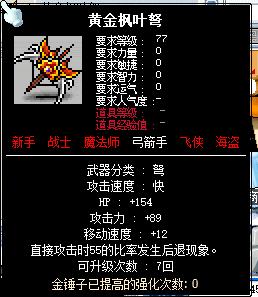 黄金枫叶弩
要求等级: 77
要求力量: 0
要求敏捷: 0
要求智力: 0
要求运气: 0
要求人气度: -
道具等级: -
道具经验值: -
新手 战士 魔法师 弓箭手 飞侠 海盗
武器分类: 弩
攻击速度: 快
HP: +154
攻击力: +89
移动速度: +12
直接攻击时55的比率发生后退现象。
可升级次数: 7回
金锤子已提高的强化次数: 0